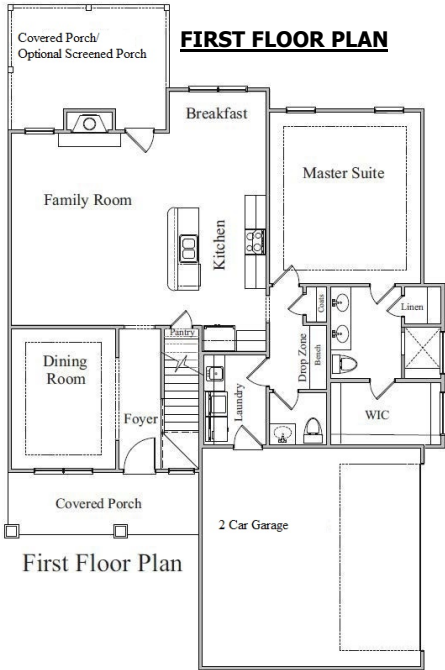 Covered Porch/
Optional Screened Porch
FIRST FLOOR PLAN
Breakfast
Master Suite
Family Room
Kitchen
Coats
Linen
Pantry
Drop Zone
Bench
Dining
Room
Foyer
Laundry
WIC
Covered Porch
2 Car Garage
First Floor Plan